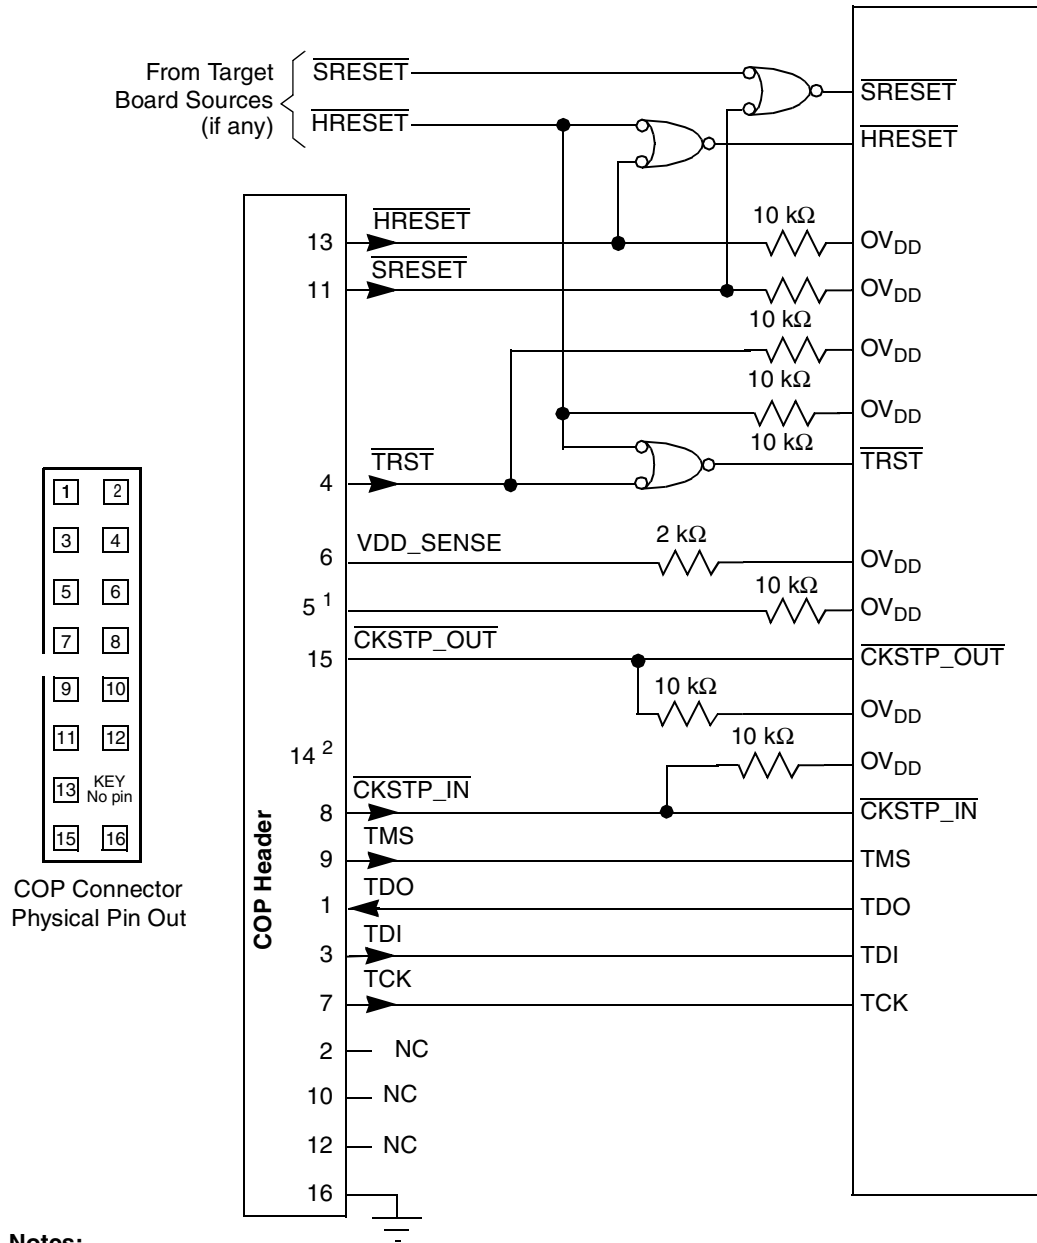 From Target
Board Sources
(if any)
SRESET
HRESET
SRESET
HRESET
13 HRESET 10 kΩ OVDD
11 SRESET 10 kΩ OVDD
10 kΩ OVDD
10 kΩ OVDD
4 TRST TRST
6 VDD_SENSE 2 kΩ OVDD
5 1 10 kΩ OVDD
15 CKSTP_OUT CKSTP_OUT
10 kΩ OVDD
14 2 10 kΩ OVDD
8 CKSTP_IN CKSTP_IN
9 TMS TMS
1 TDO TDO
3 TDI TDI
7 TCK TCK
2 NC
10 NC
12 NC
16
COP Header
1 2
3 4
5 6
7 8
9 10
11 12
13 KEY
No pin
15 16
COP Connector
Physical Pin Out
Notes: